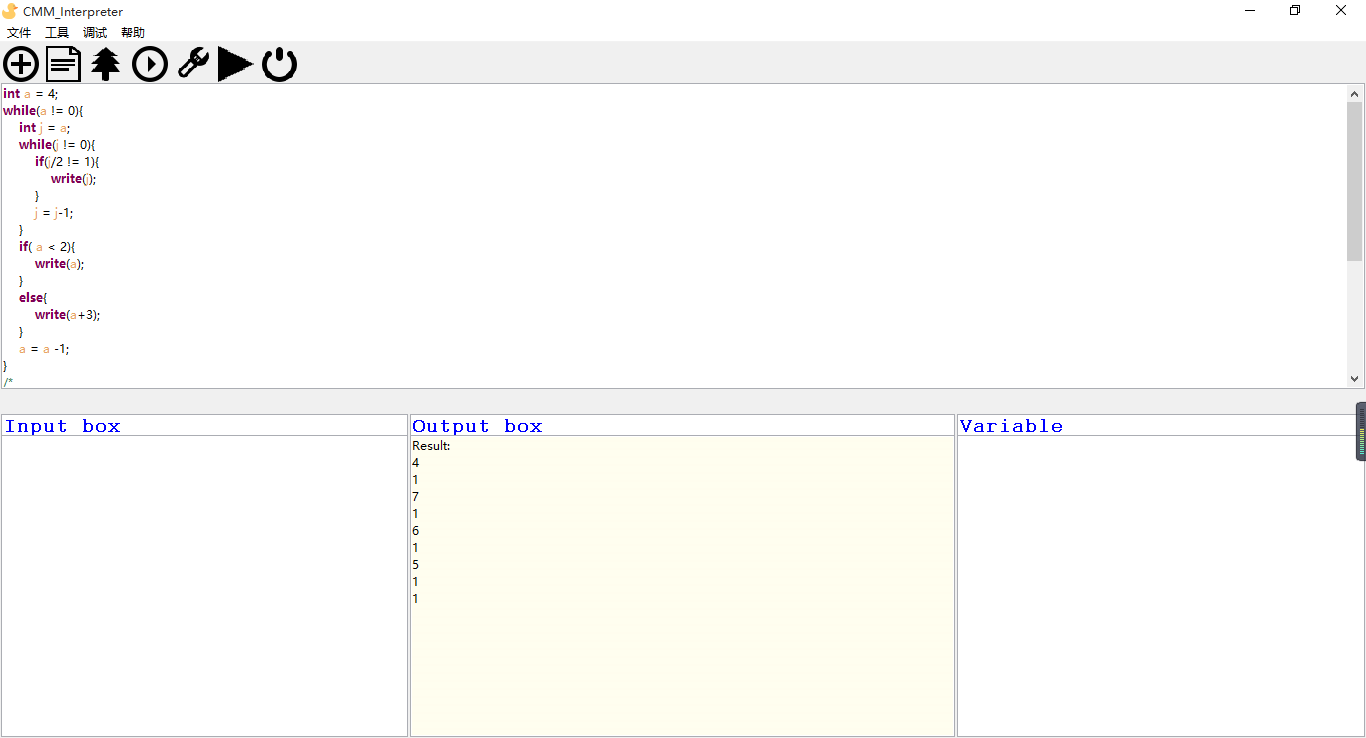 CMM_Interpreter
文件 工具 调试 帮助
int a = 4;
while(a != 0){
int j = a;
while(j != 0){
if(j/2 != 1){
write(j);
}
j = j-1;
}
if( a < 2){
write(a);
}
else{
write(a+3);
}
a = a -1;
}
/*
Input box
Output box
Variable
Result:
4
1
7
1
6
1
5
1
1